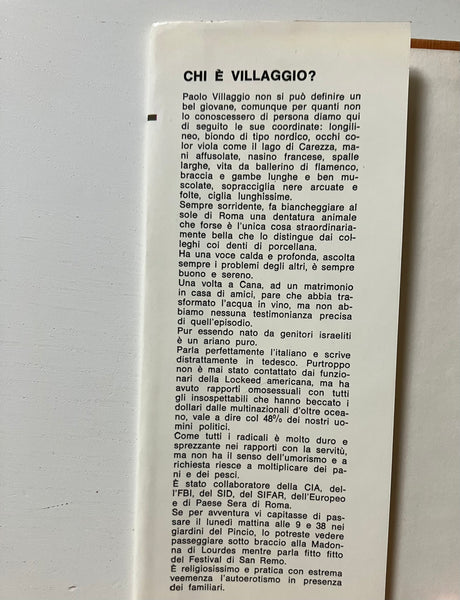 CHI È VILLAGGIO?
Paolo Villaggio non si può definire un
bel giovane, comunque per quanti non
lo conoscessero di persona diamo qui
di seguito le sue coordinate: longili-
neo, biondo di tipo nordico, occhi co-
lor viola come il lago di Carezza, ma-
ni affusolate, nasino francese, spalle
larghe, vita da ballerino di flamenco,
braccia e gambe lunghe e ben mu-
scolate, sopracciglia nere arcuate e
folte, ciglia lunghissime.
Sempre sorridente, fa biancheggiare al
sole di Roma una dentatura animale
che forse è l'unica cosa straordinaria-
mente bella che lo distingue dai col-
leghi coi denti di porcellana.
Ha una voce calda e profonda, ascolta
sempre i problemi degli altri, è sempre
buono e sereno.
Una volta a Cana, ad un matrimonio
in casa di amici, pare che abbia tra-
sformato l'acqua in vino, ma non ab-
biamo nessuna testimonianza precisa
di quell'episodio.
Pur essendo nato da genitori israeliti
è un ariano puro.
Parla perfettamente l'italiano e scrive
distrattamente in tedesco. Purtroppo
non è mai stato contattato dai funzio-
nari della Lockeed americana, ma ha
avuto rapporti omosessuali con tutti
gli insospettabili che hanno beccato i
dollari dalle multinazionali d'oltre ocea-
no, vale a dire col 48% dei nostri uo-
mini politici.
Come tutti i radicali è molto duro e
sprezzante nei rapporti con la servitù,
ma non ha il senso dell'umorismo e a
richiesta riesce a moltiplicare dei pa-
ni e dei pesci.
È stato collaboratore della CIA, del-
l'FBI, del SID, del SIFAR, dell'Europeo
e di Paese Sera di Roma.
Se per avventura vi capitasse di pas-
sare il lunedì mattina alle 9 e 38 nei
giardini del Pincio, lo potreste vedere
passeggiare sotto braccio alla Madon-
na di Lourdes mentre parla fitto fitto
del Festival di San Remo.
È religiosissimo e pratica con estrema
veemenza l'autoerotismo in presenza
dei familiari.